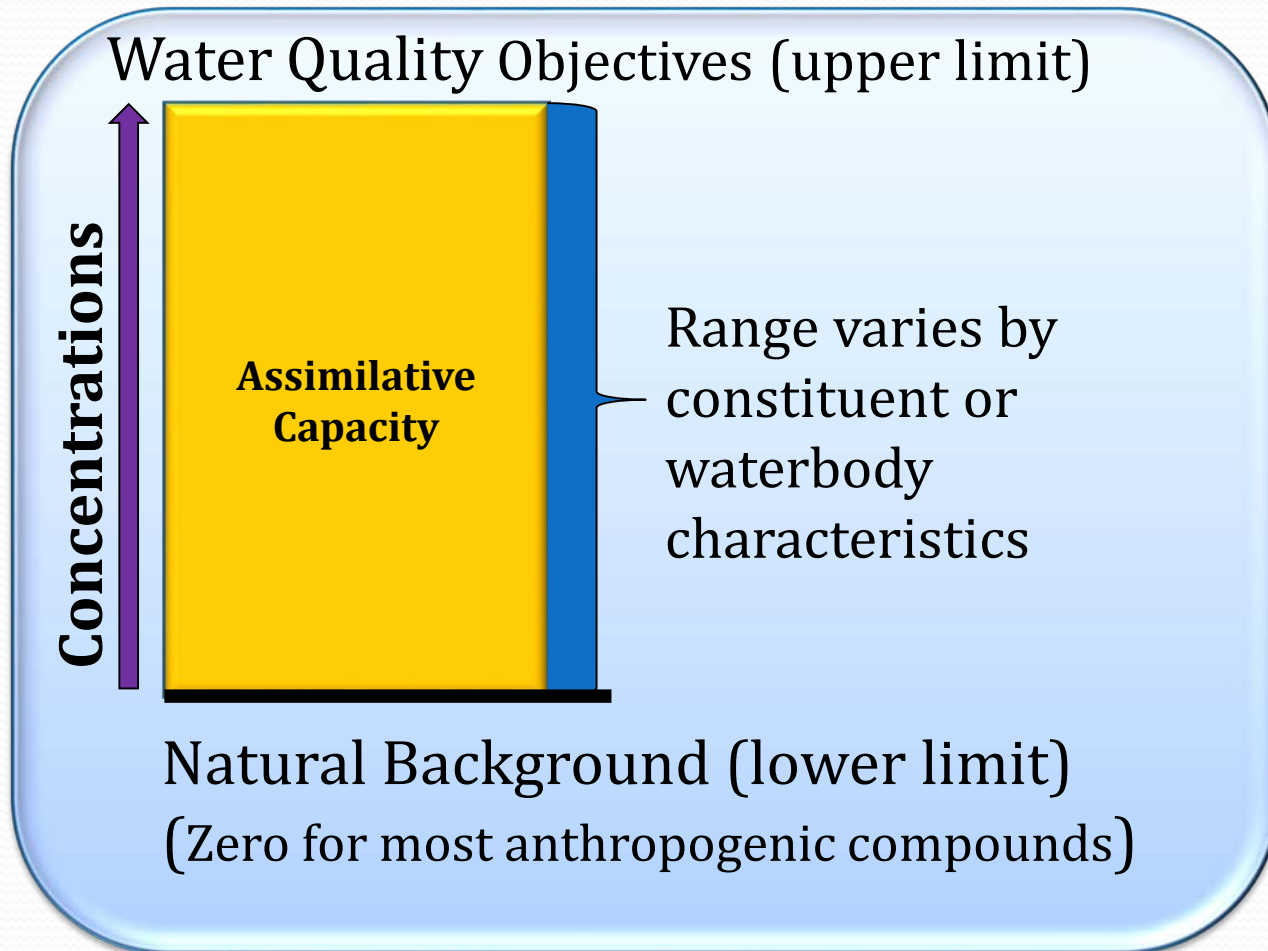 Water Quality Objectives (upper limit)
Concentrations
Assimilative
Capacity
Range varies by
constituent or
waterbody
characteristics
Natural Background (lower limit)
(Zero for most anthropogenic compounds)